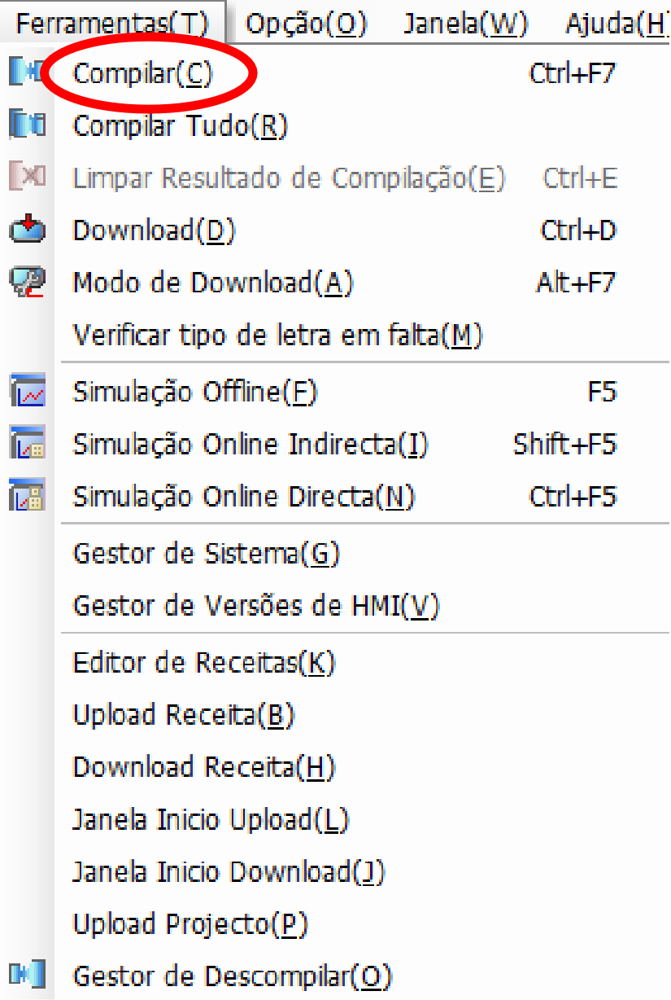 Ferramentas(T) Opção(O) Janela(W) Ajuda(H)
Compilar(C) Ctrl+F7
Compilar Tudo(R)
Limpar Resultado de Compilação(E) Ctrl+E
Download(D) Ctrl+D
Modo de Download(A) Alt+F7
Verificar tipo de letra em falta(M)
Simulação Offline(F) F5
Simulação Online Indirecta(I) Shift+F5
Simulação Online Directa(N) Ctrl+F5
Gestor de Sistema(G)
Gestor de Versões de HMI(V)
Editor de Receitas(K)
Upload Receita(B)
Download Receita(H)
Janela Inicio Upload(L)
Janela Inicio Download(J)
Upload Projecto(P)
Gestor de Descompilar(O)